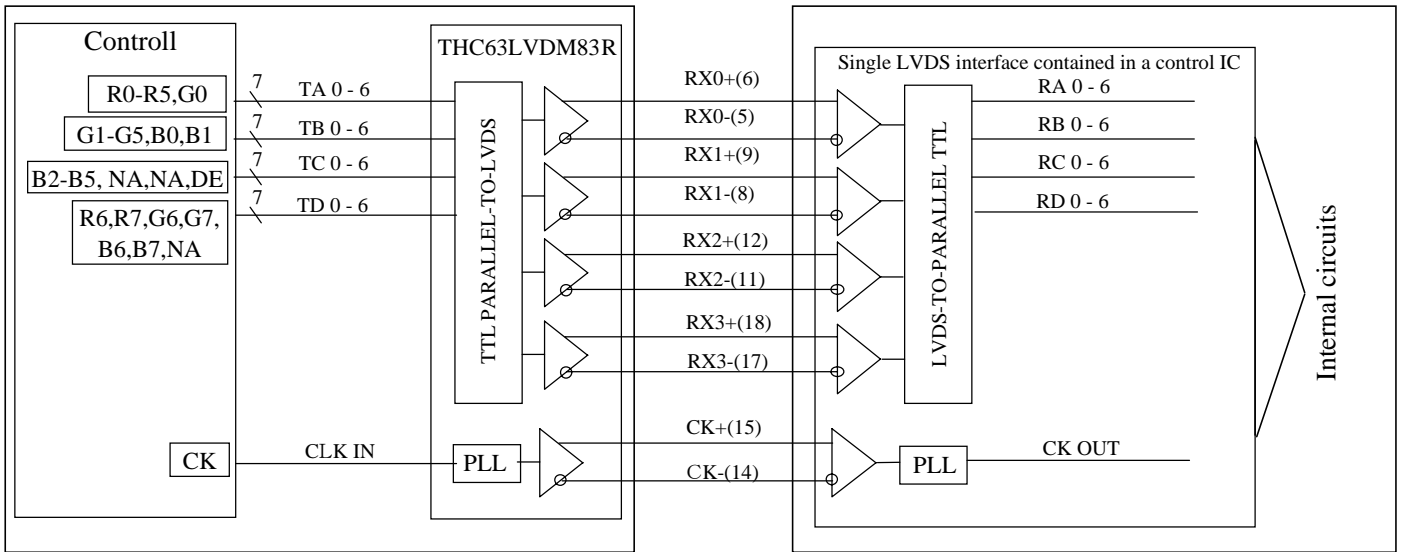 Controll
R0-R5,G0
G1-G5,B0,B1
B2-B5, NA,NA,DE
R6,R7,G6,G7,
B6,B7,NA
CK
7
TA 0 - 6
7
TB 0 - 6
7
TC 0 - 6
7
TD 0 - 6
CLK IN
THC63LVDM83R
TTL PARALLEL-TO-LVDS
PLL
RX0+(6)
RX0-(5)
RX1+(9)
RX1-(8)
RX2+(12)
RX2-(11)
RX3+(18)
RX3-(17)
CK+(15)
CK-(14)
Single LVDS interface contained in a control IC
LVDS-TO-PARALLEL TTL
PLL
RA 0 - 6
RB 0 - 6
RC 0 - 6
RD 0 - 6
CK OUT
Internal circuits